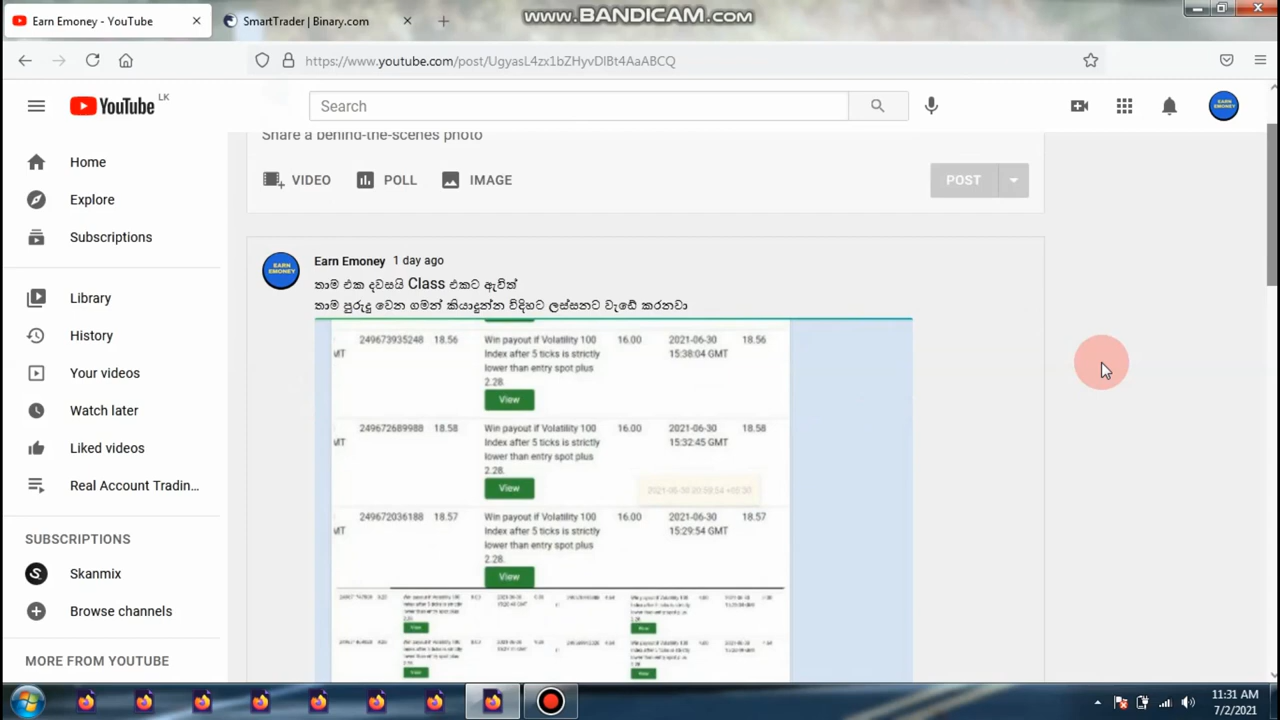 Earn Emoney - YouTube
SmartTrader | Binary.com
www.BANDICAM.com
https://www.youtube.com/post/UgyasL4zx1bZHyvDlBt4AaABCQ
YouTube LK
Search
Share a behind-the-scenes photo
VIDEO POLL IMAGE POST
Home
Explore
Subscriptions
Library
History
Your videos
Watch later
Liked videos
Real Account Tradin...
SUBSCRIPTIONS
Skanmix
Browse channels
MORE FROM YOUTUBE
EARN
EMONEY
Earn Emoney 1 day ago
තාම එක දවසයි Class එකට ඇවිත්
තාම පුරුදු වෙන ගමන් කියාදුන්න විදිහට ලස්සනට වැඩේ කරනවා
249673935248 18.56 Win payout if Volatility 100 16.00 2021-06-30 18.56
MT Index after 5 ticks is strictly 15:38:04 GMT
lower than entry spot plus
2.28.
View
249672689988 18.58 Win payout if Volatility 100 16.00 2021-06-30 18.58
MT Index after 5 ticks is strictly 15:32:45 GMT
lower than entry spot plus
2.28.
View
249672036188 18.57 Win payout if Volatility 100 16.00 2021-06-30 18.57
MT Index after 5 ticks is strictly 15:29:54 GMT
lower than entry spot plus
2.28.
View
11:31 AM
7/2/2021